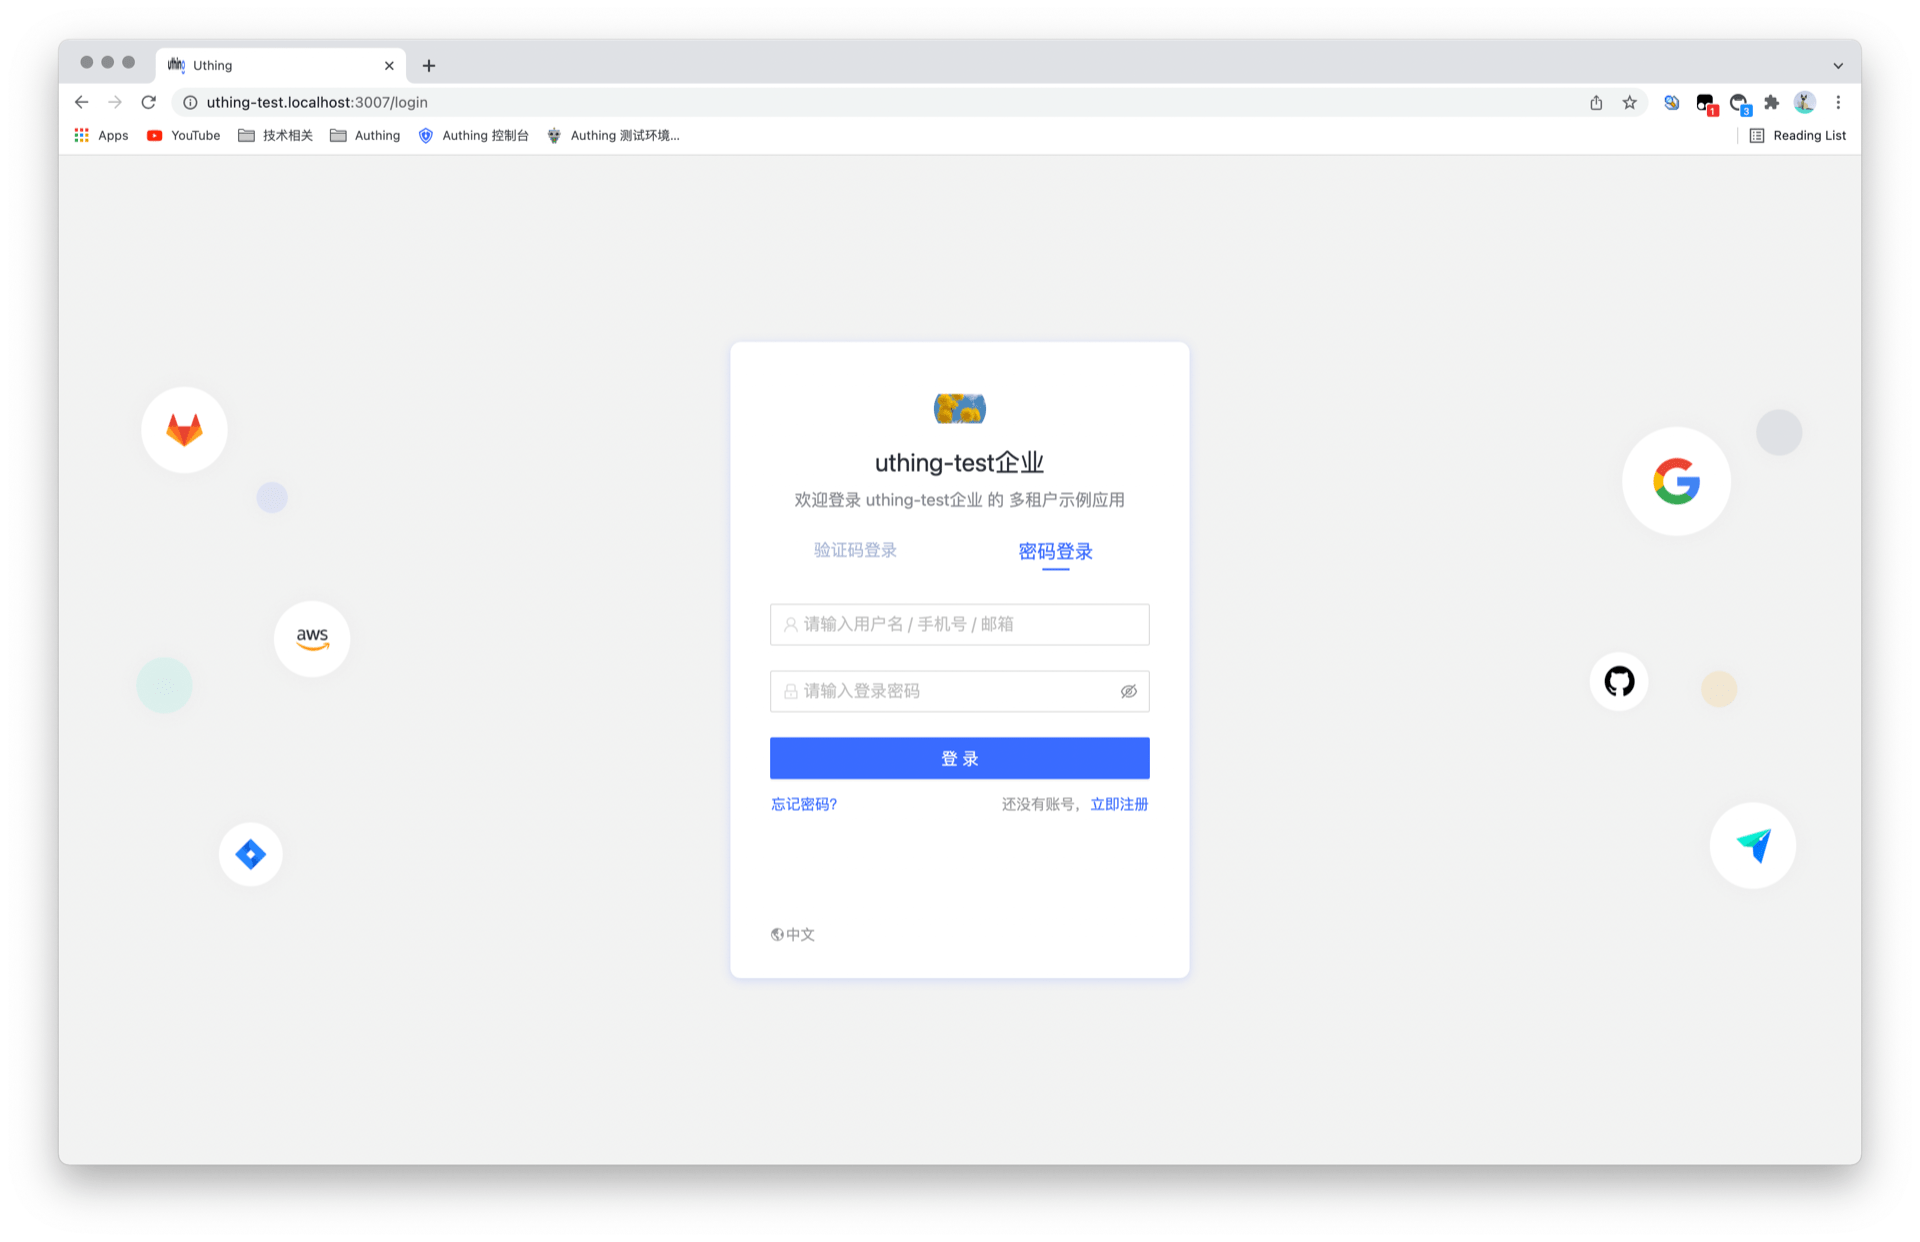 uthing Uthing
uthing-test.localhost:3007/login
1 3
Apps YouTube 技术相关 Authing Authing 控制台 Authing 测试环境... Reading List
uthing-test企业
欢迎登录 uthing-test企业 的 多租户示例应用
验证码登录 密码登录
请输入用户名 / 手机号 / 邮箱
aws
请输入登录密码
登 录
忘记密码? 还没有账号， 立即注册
中文